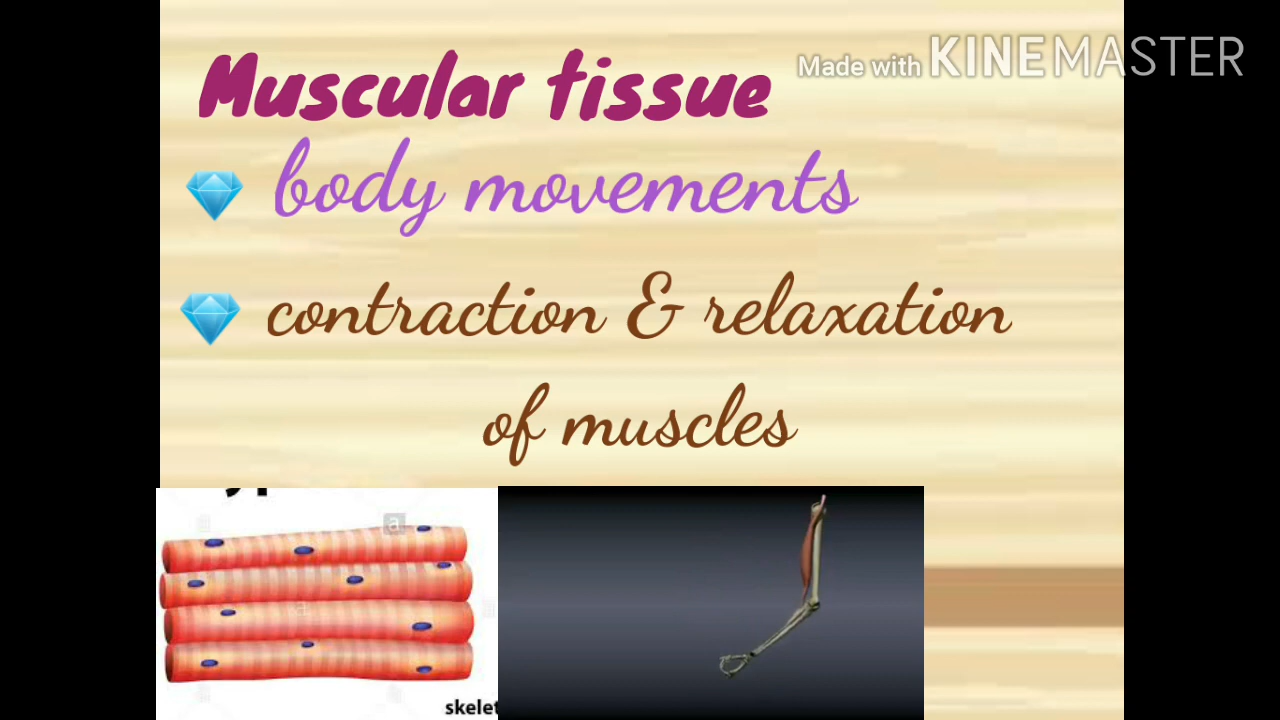 Muscular tissue
Made with KINEMASTER
body movements
contraction & relaxation
of muscles
a
skelet